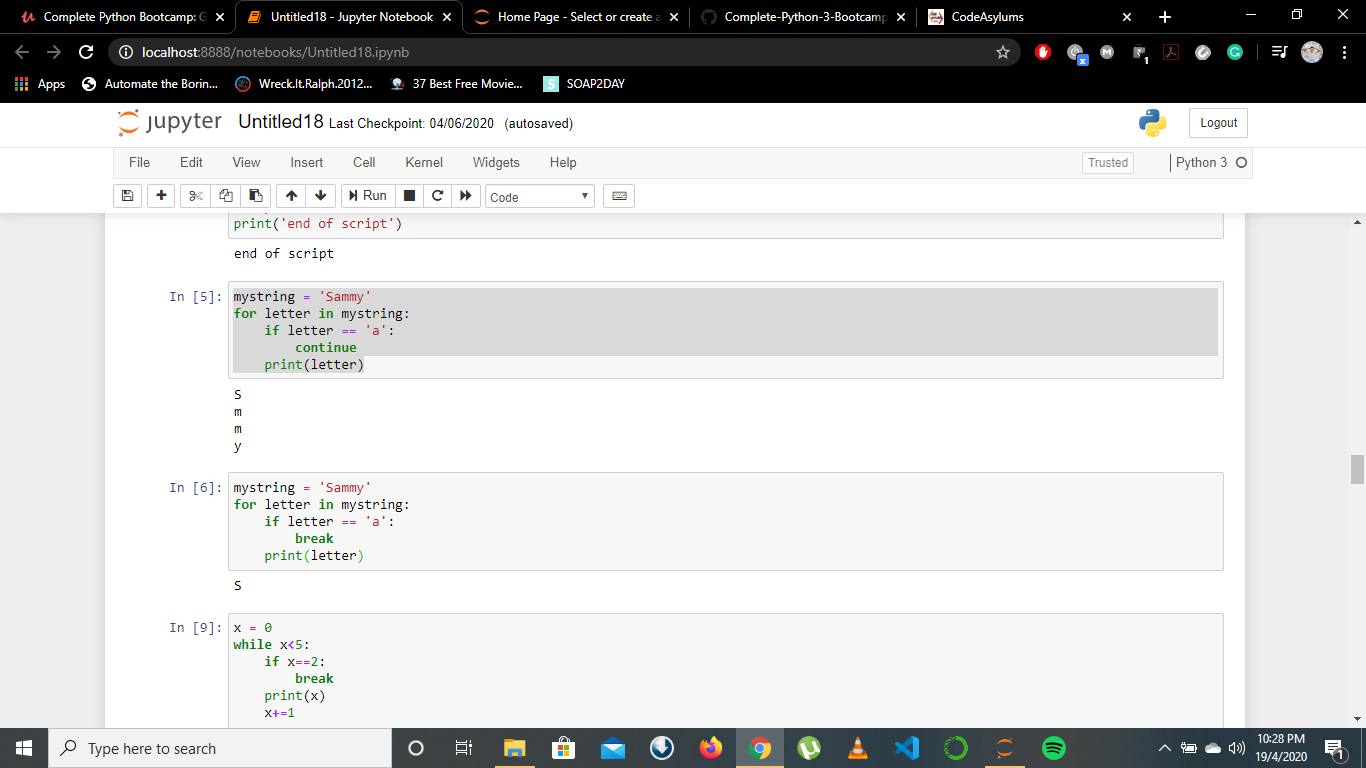 Complete Python Bootcamp: G
Untitled18 - Jupyter Notebook
Home Page - Select or create a
Complete-Python-3-Bootcamp
CodeAsylums
localhost:8888/notebooks/Untitled18.ipynb
Apps
Automate the Borin...
Wreck.It.Ralph.2012...
37 Best Free Movie...
S SOAP2DAY
jupyter Untitled18 Last Checkpoint: 04/06/2020 (autosaved)
Logout
File Edit View Insert Cell Kernel Widgets Help
Trusted
Python 3
Run
Code
print('end of script')
end of script
In [5]:
mystring = 'Sammy'
for letter in mystring:
    if letter == 'a':
        continue
    print(letter)
S
m
m
y
In [6]:
mystring = 'Sammy'
for letter in mystring:
    if letter == 'a':
        break
    print(letter)
S
In [9]:
x = 0
while x<5:
    if x==2:
        break
    print(x)
    x+=1
Type here to search
10:28 PM
19/4/2020
1